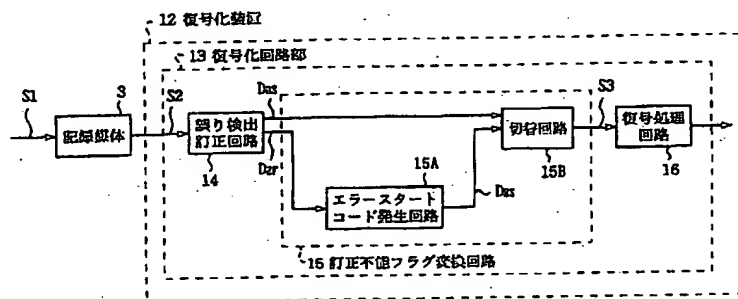 12 復号化装置
13 復号化回路部
S1
3
記録媒体
S2
誤り検出
訂正回路
14
Das
Der
15A
エラースタート
コード発生回路
Des
切替回路
15B
S3
復号処理
回路
16
15 訂正不能フラグ変換回路